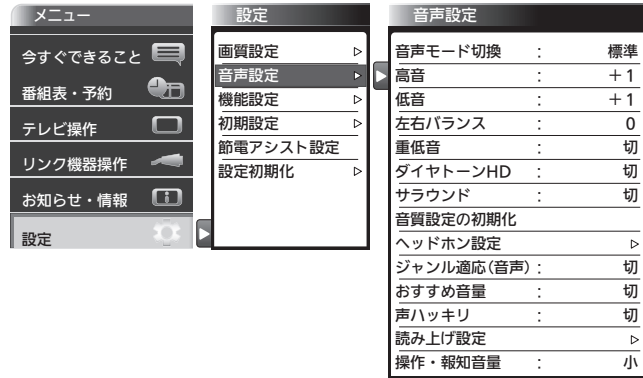 メニュー
今すぐできること
番組表・予約
テレビ操作
リンク機器操作
お知らせ・情報
設定
設定
画質設定
音声設定
機能設定
初期設定
節電アシスト設定
設定初期化
音声設定
音声モード切換 : 標準
高音 : +1
低音 : +1
左右バランス : 0
重低音 : 切
ダイヤトーンHD : 切
サラウンド : 切
音質設定の初期化
ヘッドホン設定
ジャンル適応(音声) : 切
おすすめ音量 : 切
声ハッキリ : 切
読み上げ設定
操作・報知音量 : 小